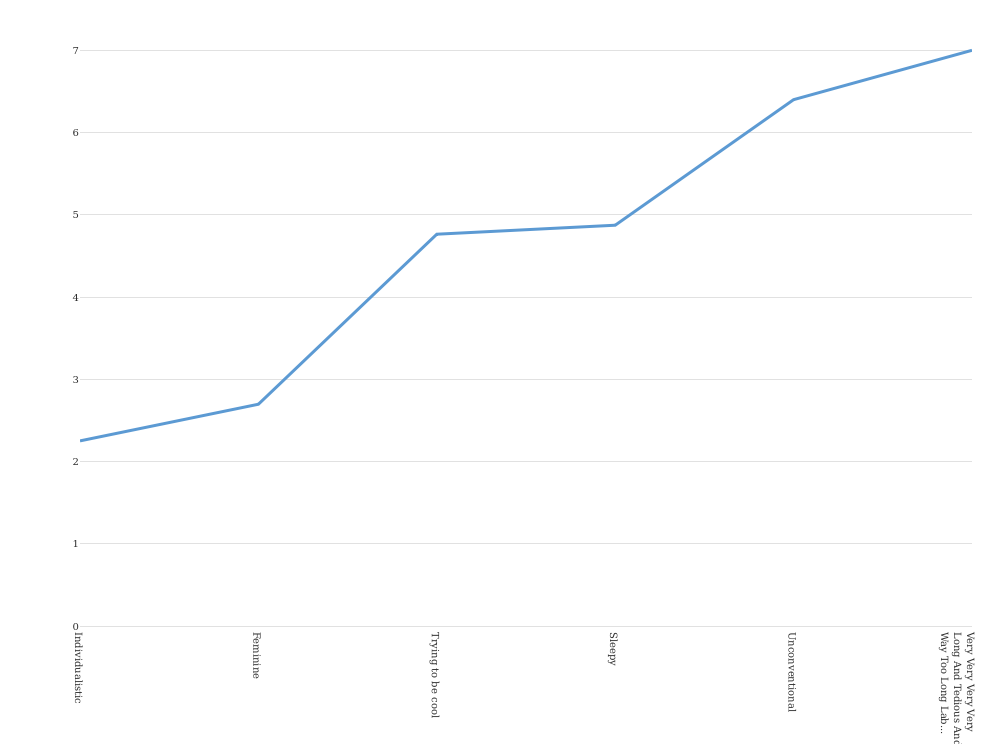 7
6
5
4
3
2
1
0
Individualistic
Feminine
Trying to be cool
Sleepy
Unconventional
Very Very Very Very
Long And Tedious And
Way Too Long Lab...